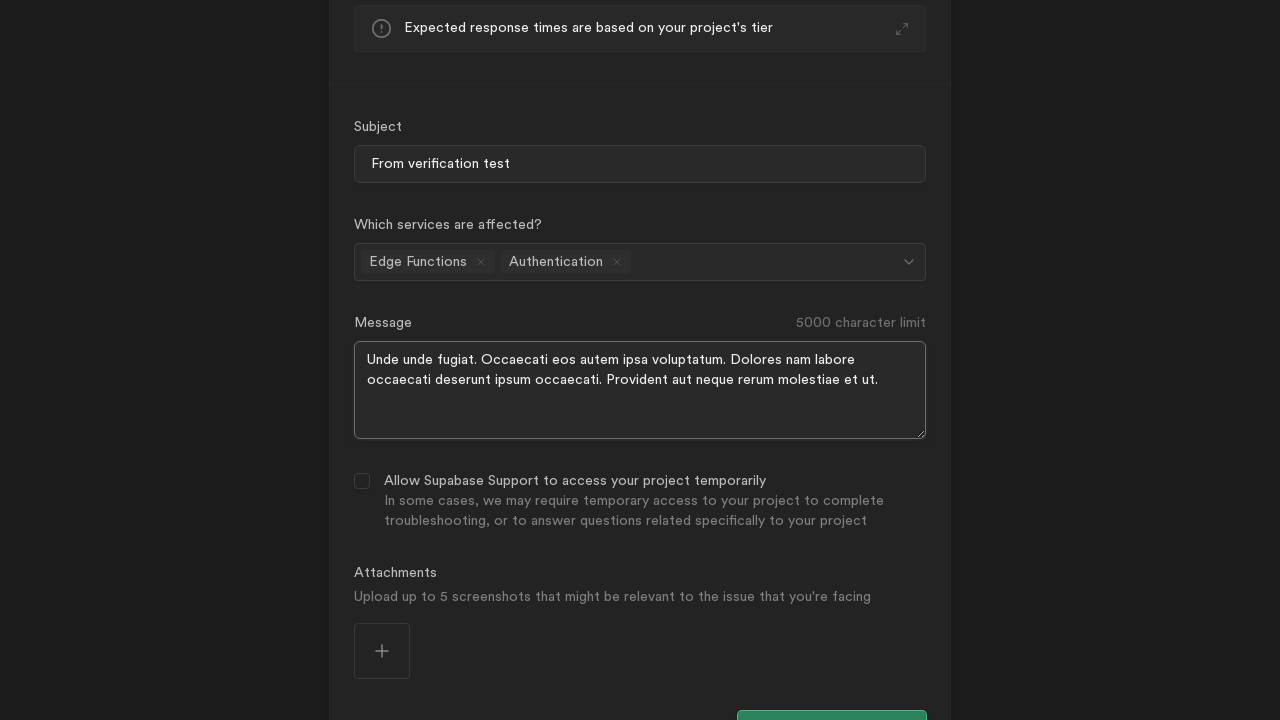 Expected response times are based on your project's tier
Subject
From verification test
Which services are affected?
Edge Functions Authentication
Message 5000 character limit
Unde unde fugiat. Occaecati eos autem ipsa voluptatum. Dolores nam labore
occaecati deserunt ipsum occaecati. Provident aut neque rerum molestiae et ut.
Allow Supabase Support to access your project temporarily
In some cases, we may require temporary access to your project to complete
troubleshooting, or to answer questions related specifically to your project
Attachments
Upload up to 5 screenshots that might be relevant to the issue that you're facing